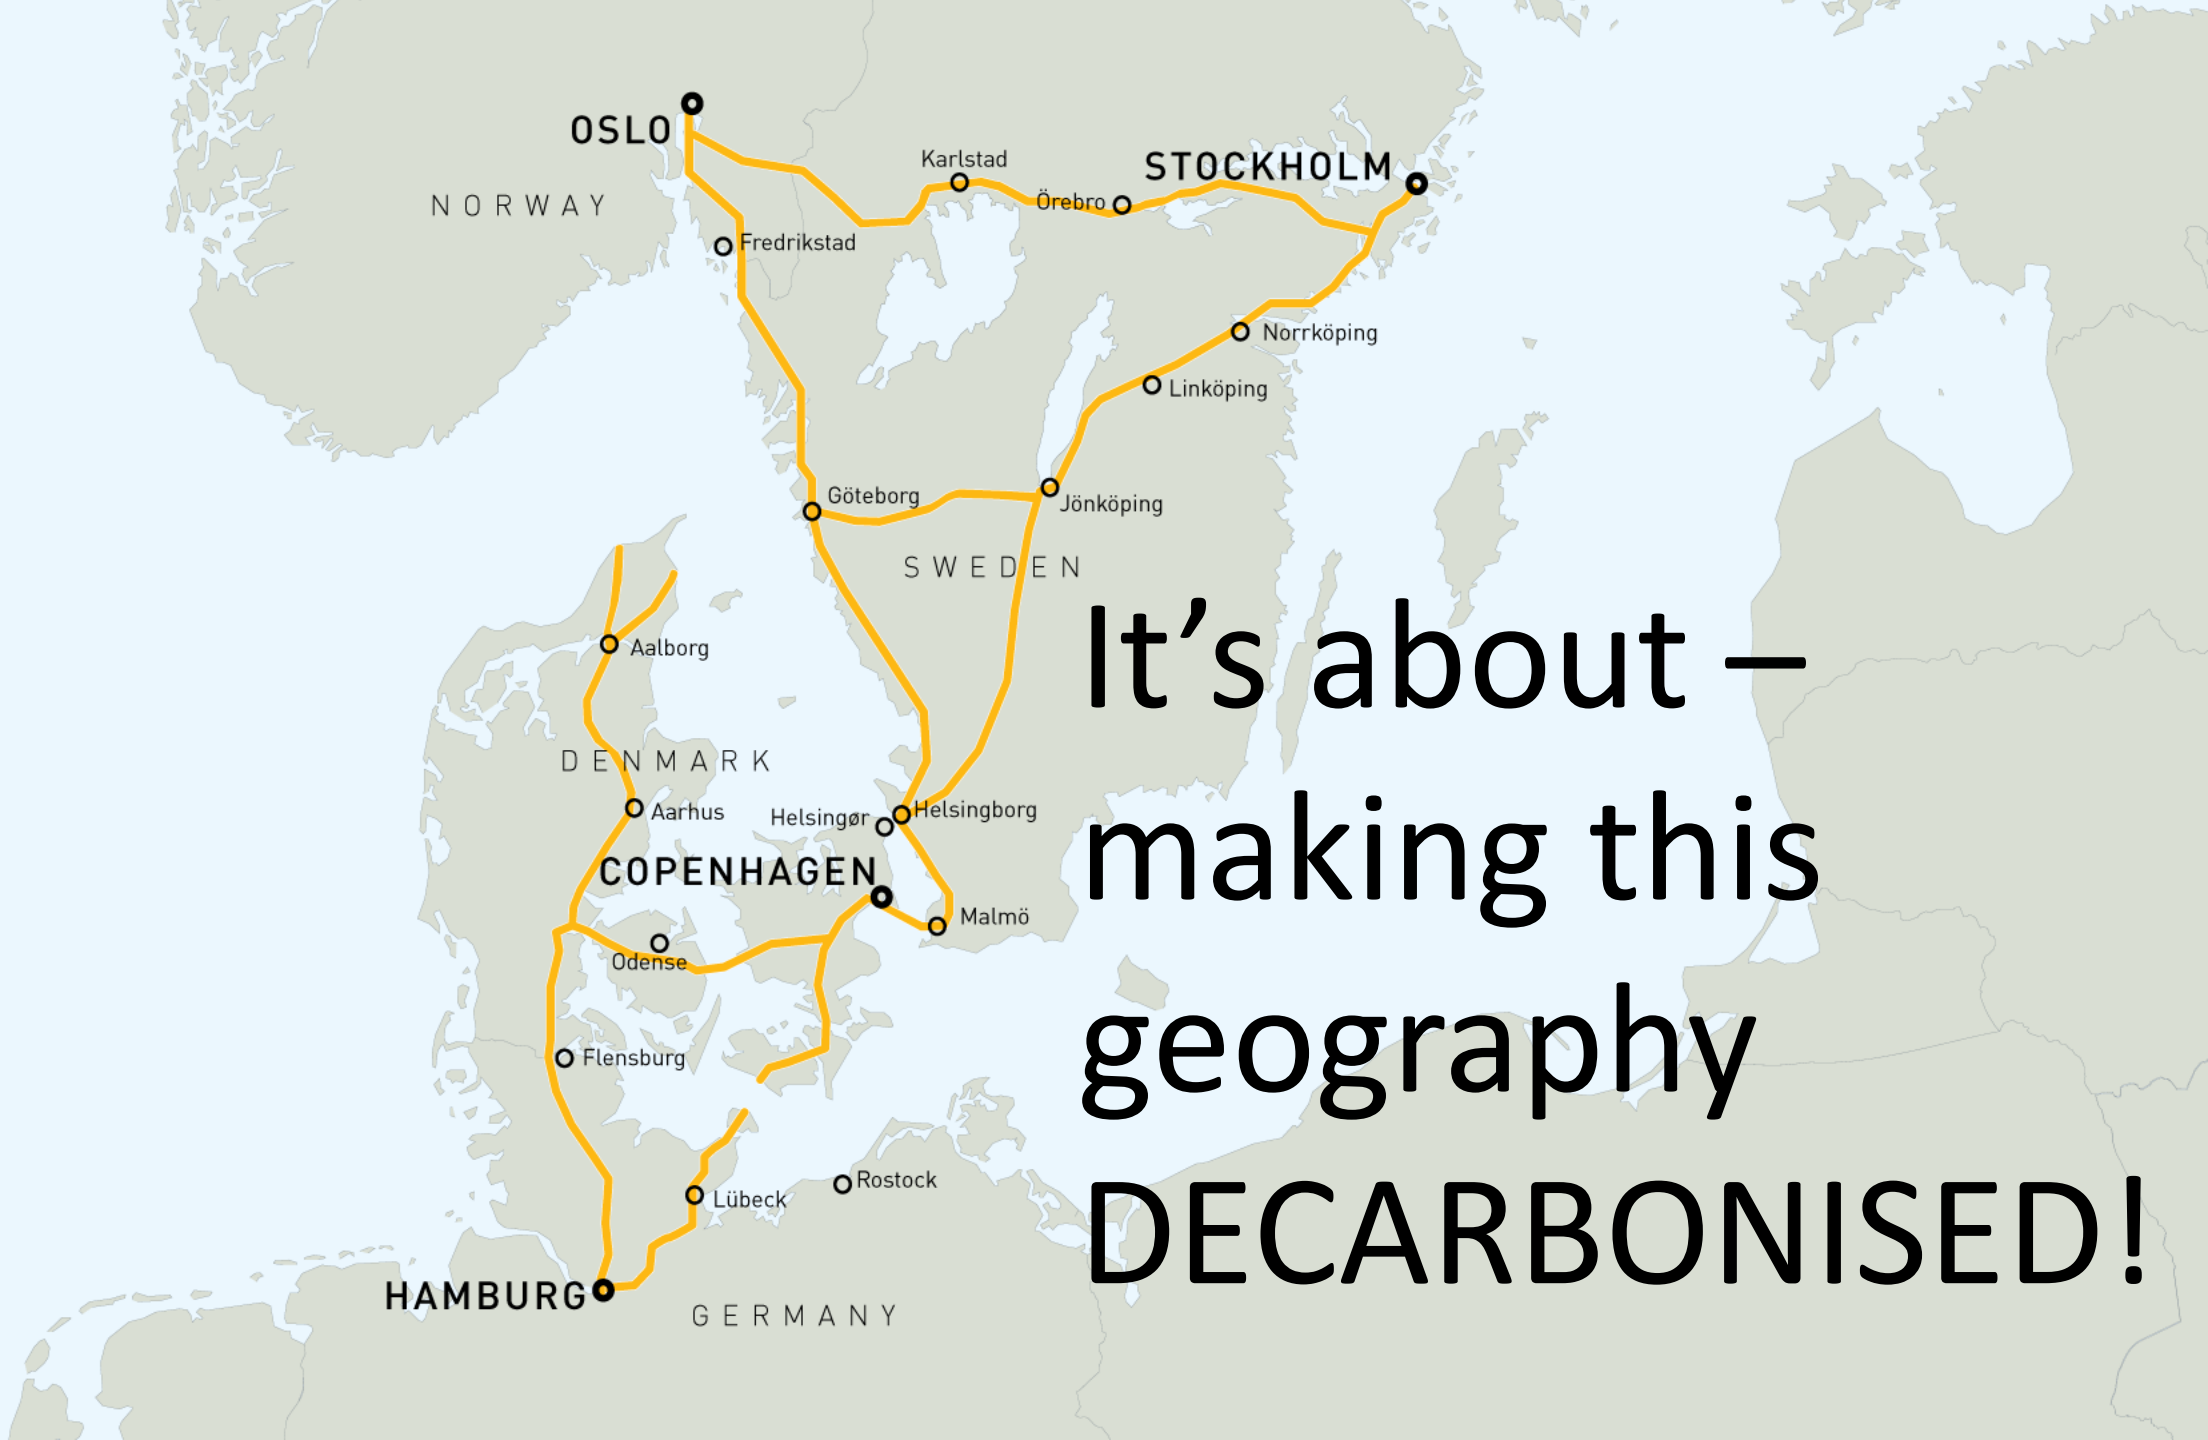 OSLO
Karlstad
STOCKHOLM
Örebro
NORWAY
Fredrikstad
Norrköping
Linköping
Göteborg
Jönköping
SWEDEN
It’s about –
Aalborg
DENMARK
making this
Aarhus
Helsingør
Helsingborg
COPENHAGEN
Malmö
Odense
geography
Flensburg
Rostock
Lübeck
DECARBONISED!
HAMBURG
GERMANY